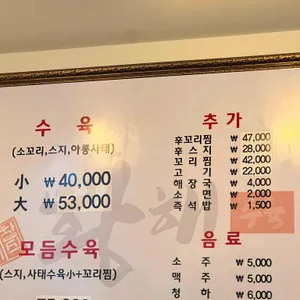 수 육
(소꼬리,스지,아롱사태)
小 ₩ 40,000
大 ₩ 53,000
모듬수육
(스지,사태수육小+꼬리찜)
추 가
후꼬리찜 ₩ 47,000
후 스 지 ₩ 28,000
꼬 리 찜 ₩ 42,000
고 기 ₩ 22,000
해 장 국 ₩ 4,000
소 면 ₩ 2,000
즉 석 밥 ₩ 1,500
음 료
소 주 ₩ 5,000
맥 주 ₩ 5,000
청 하 ₩ 6,000